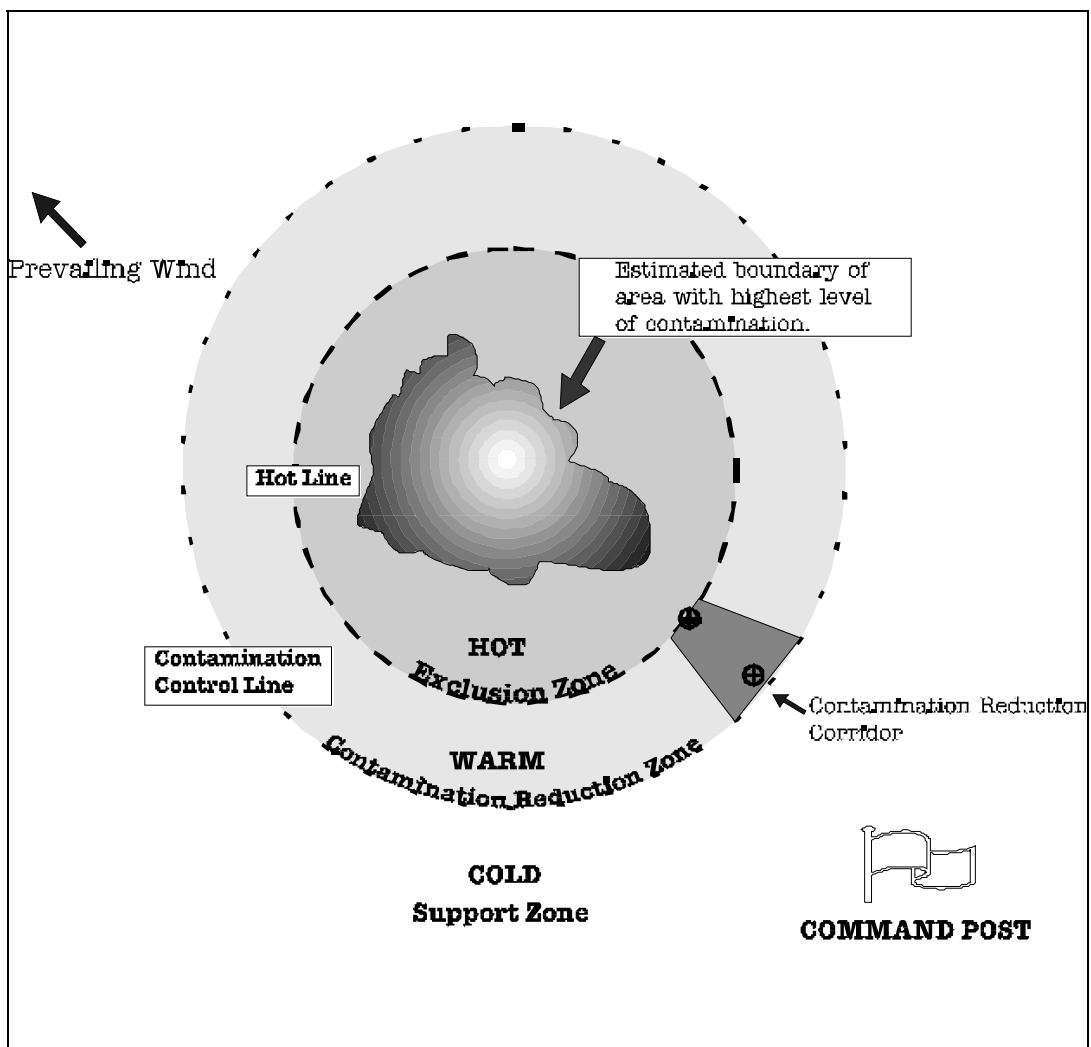 Prevailing Wind
Estimated boundary of
area with highest level
of contamination.
Hot Line
HOT
Exclusion Zone
Contamination
Control Line
Contamination Reduction
Corridor
WARM
Contamination Reduction Zone
COLD
Support Zone
COMMAND POST